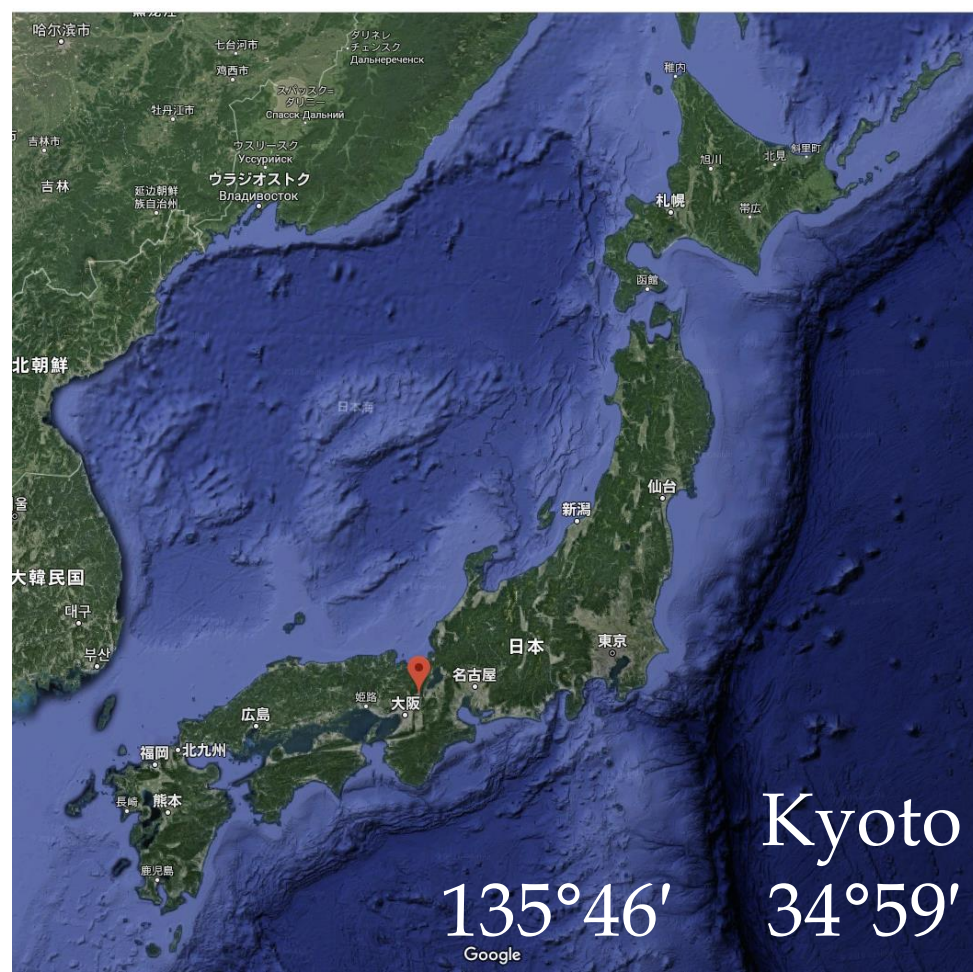 哈尔滨市
七台河市
ダリネレ
チェンスク
Дальнереченск
鸡西市
稚内
スパッスク=
ダリニー
Спасск-Дальний
牡丹江市
吉林市
ウスリースク
Уссурийск
旭川
北見
斜里町
吉林
延辺朝鮮
族自治州
ウラジオストク
Владивосток
札幌
帯広
函館
北朝鮮
日本海
仙台
新潟
울
大韓民国
대구
부산
日本
東京
名古屋
姫路
大阪
広島
福岡
北九州
長崎
熊本
鹿児島
Kyoto
135°46′ 34°59′
Google